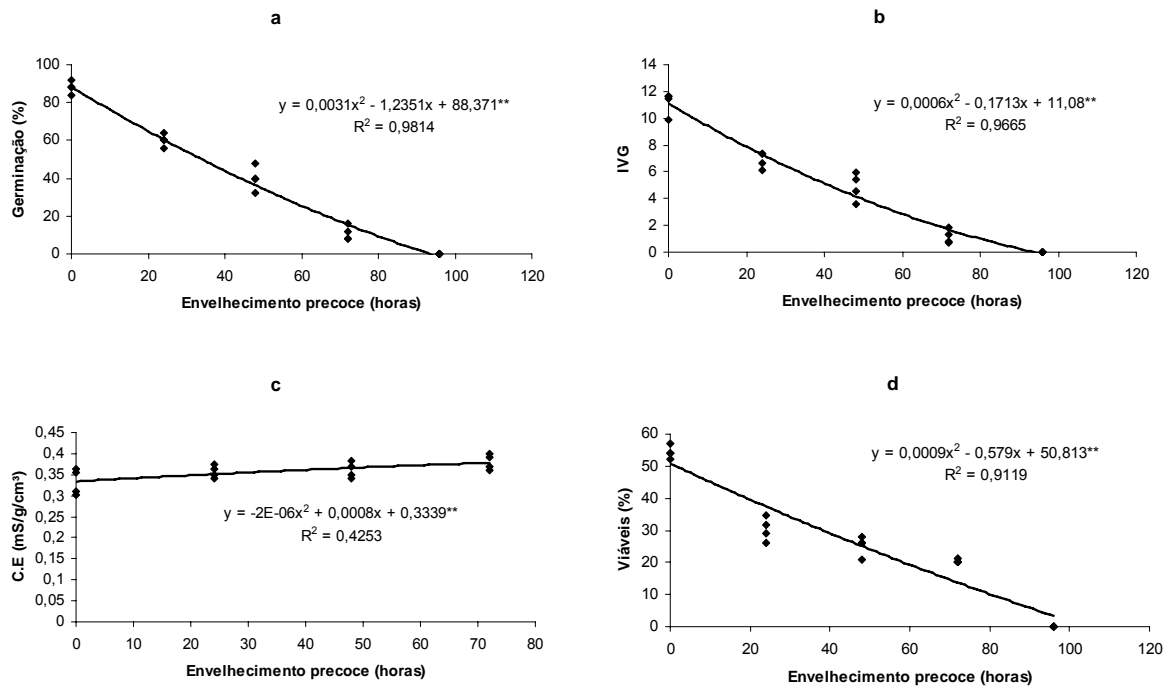 a
100
80
60
40
20
0
Germinação (%)
y = 0,0031x² - 1,2351x + 88,371**
R² = 0,9814
0 20 40 60 80 100 120
Envelhecimento precoce (horas)
b
14
12
10
8
6
4
2
0
IVG
y = 0,0006x² - 0,1713x + 11,08**
R² = 0,9665
0 20 40 60 80 100 120
Envelhecimento precoce (horas)
c
0,45
0,4
0,35
0,3
0,25
0,2
0,15
0,1
0,05
0
C.E (mS/g/cm³)
y = -2E-06x² + 0,0008x + 0,3339**
R² = 0,4253
0 10 20 30 40 50 60 70 80
Envelhecimento precoce (horas)
d
60
50
40
30
20
10
0
Viáveis (%)
y = 0,0009x² - 0,579x + 50,813**
R² = 0,9119
0 20 40 60 80 100 120
Envelhecimento precoce (horas)